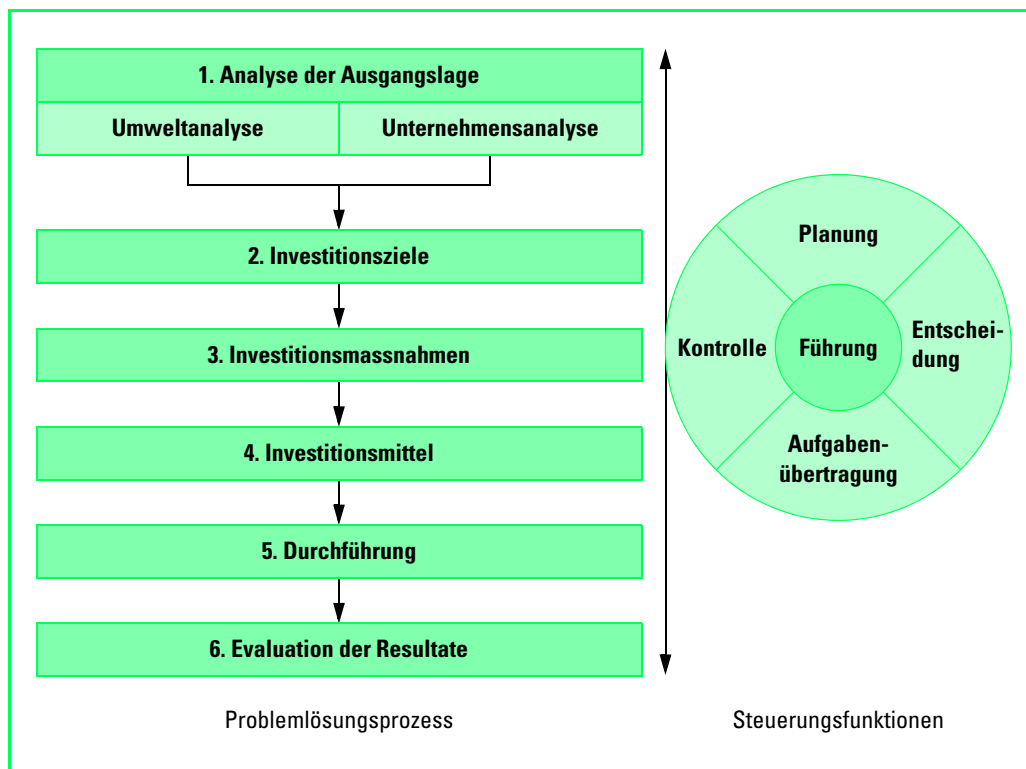 1. Analyse der Ausgangslage
Umweltanalyse
Unternehmensanalyse
2. Investitionsziele
3. Investitionsmassnahmen
4. Investitionsmittel
5. Durchführung
6. Evaluation der Resultate
Problemlösungsprozess
Planung
Kontrolle
Führung
Entschei-
dung
Aufgaben-
übertragung
Steuerungsfunktionen